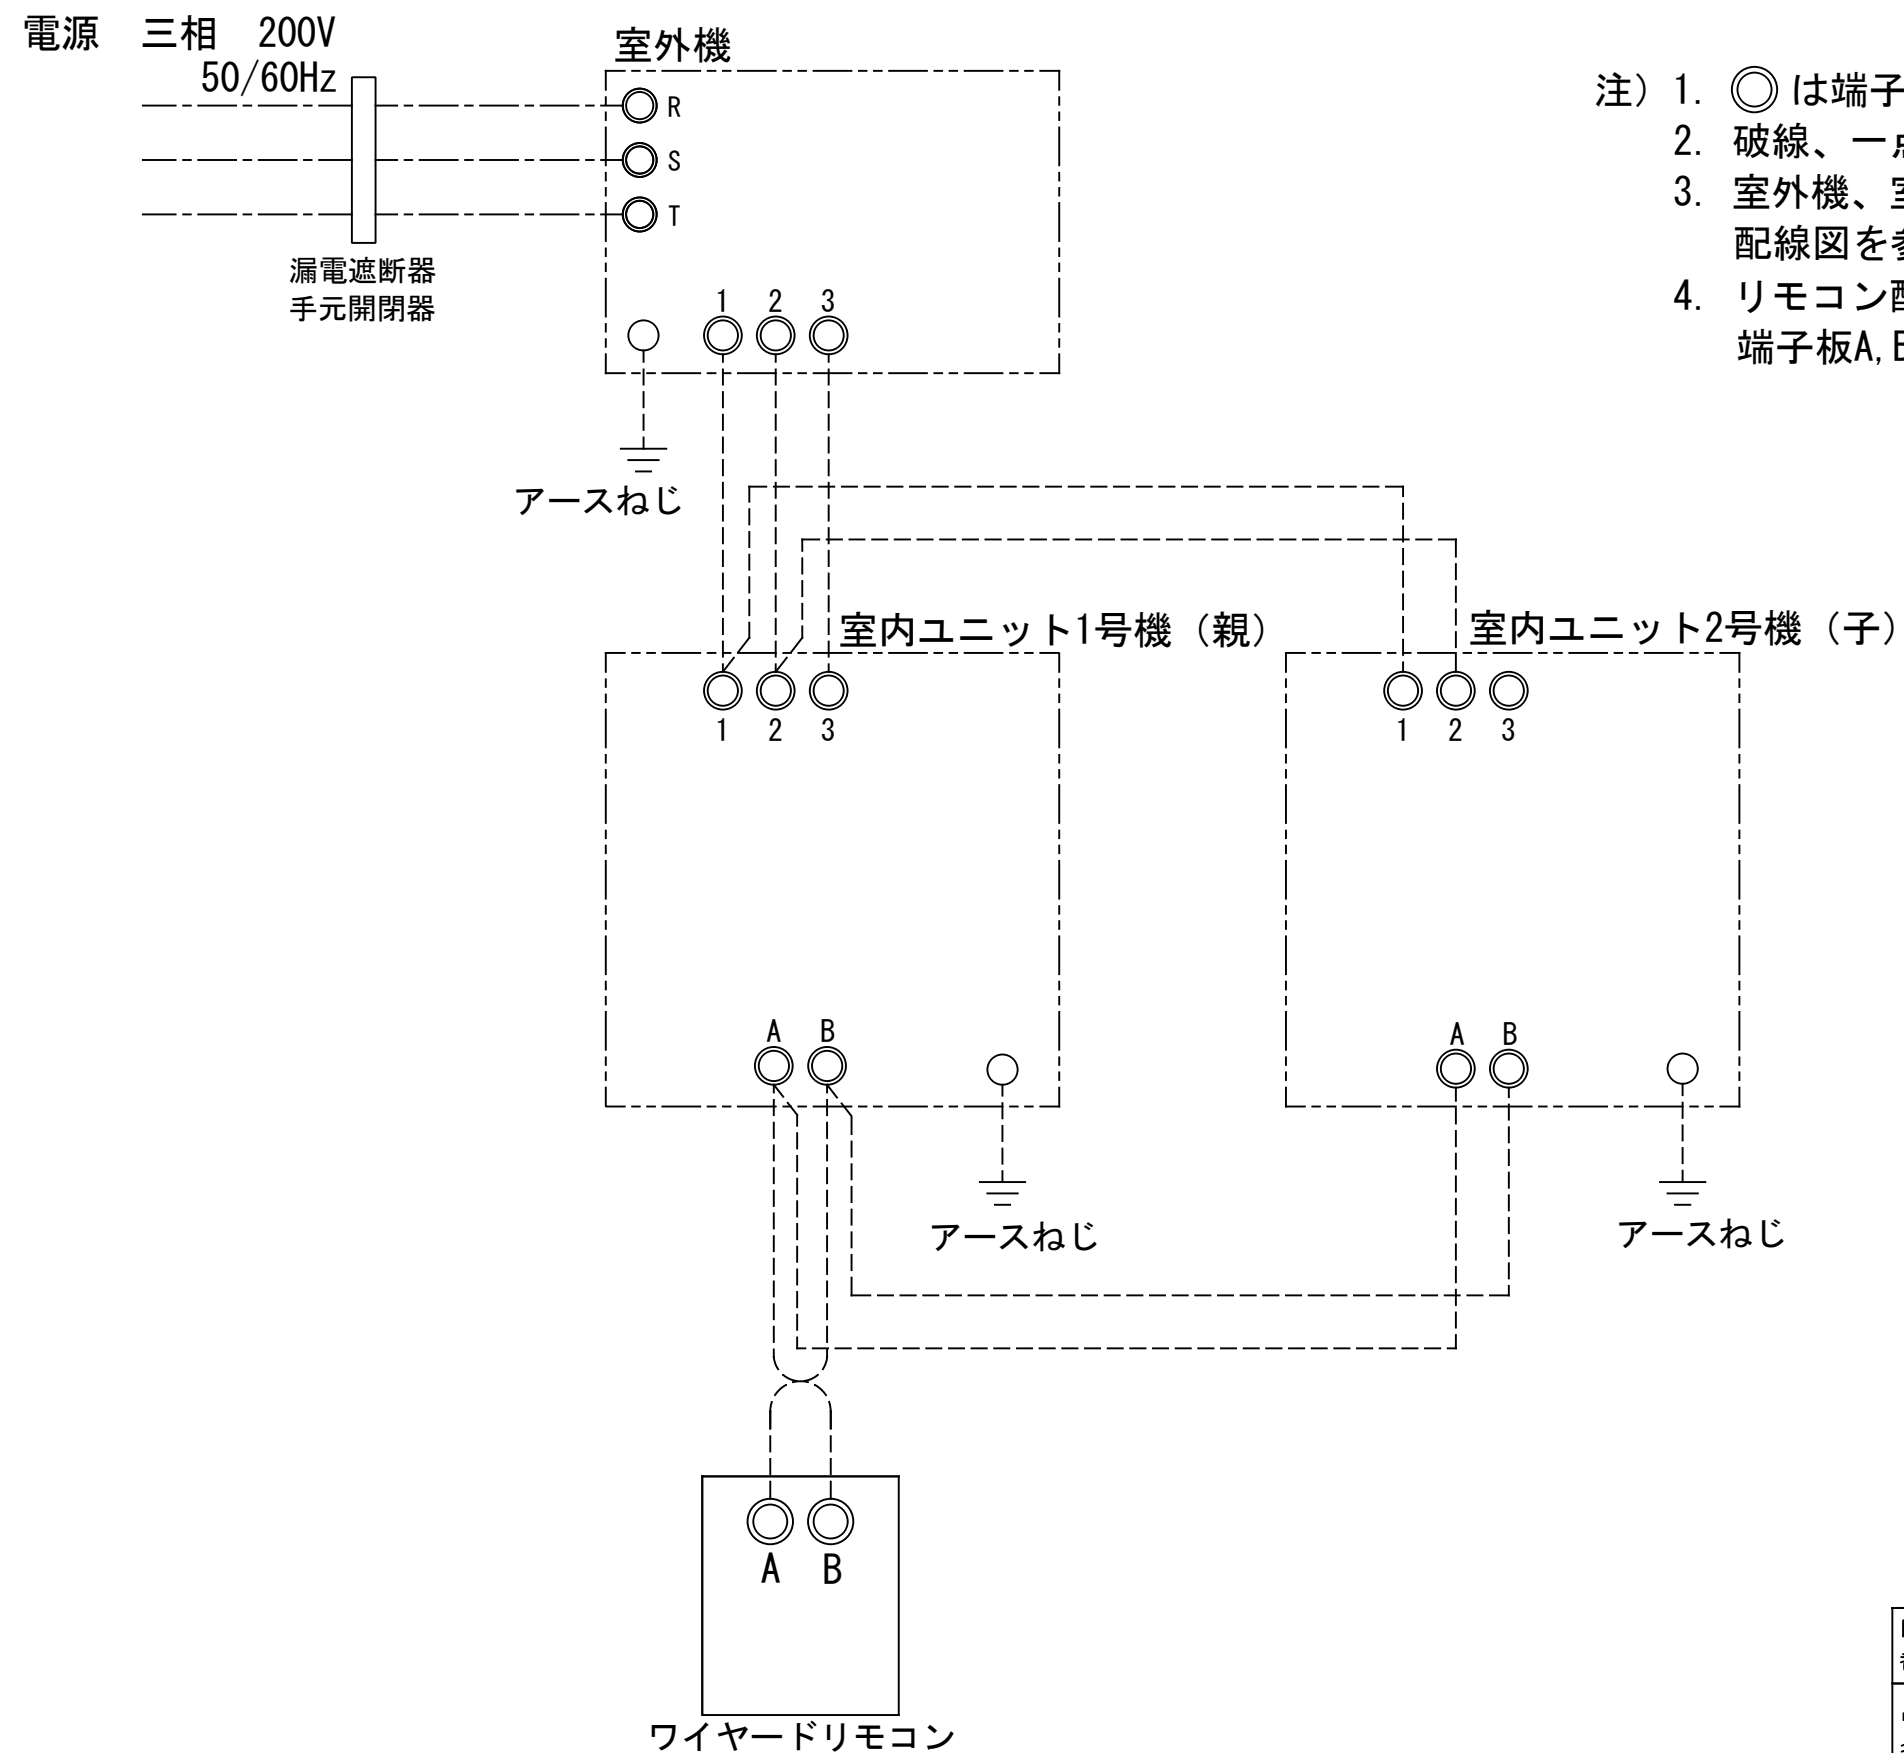 電源 三相 200V
50/60Hz
室外機
R
S
T
漏電遮断器
手元開閉器
1 2 3
アースねじ
注) 1. ◎は端子
2. 破線、一点
3. 室外機、室
配線図を参
4. リモコン配
端子板A,B
室内ユニット1号機 (親)
1 2 3
A B
アースねじ
室内ユニット2号機 (子)
1 2 3
A B
アースねじ
A B
ワイヤードリモコン